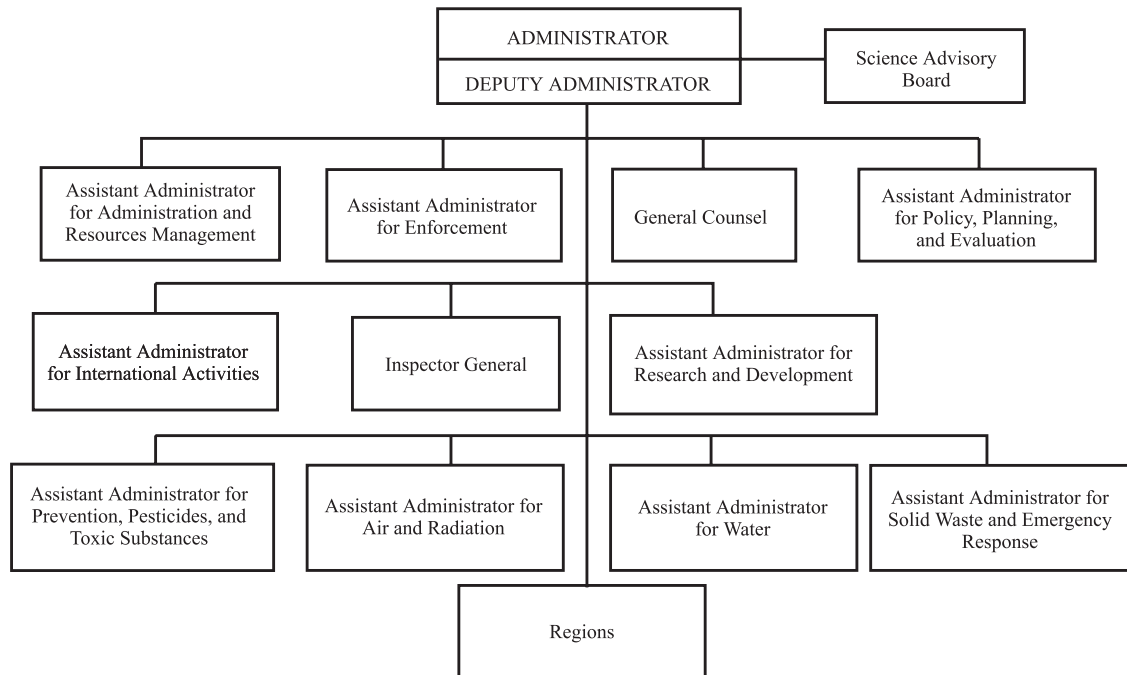 ADMINISTRATOR
DEPUTY ADMINISTRATOR
Science Advisory
Board
Assistant Administrator
for Administration and
Resources Management
Assistant Administrator
for Enforcement
General Counsel
Assistant Administrator
for Policy, Planning,
and Evaluation
Assistant Administrator
for International Activities
Inspector General
Assistant Administrator for
Research and Development
Assistant Administrator for
Prevention, Pesticides, and
Toxic Substances
Assistant Administrator for
Air and Radiation
Assistant Administrator
for Water
Assistant Administrator for
Solid Waste and Emergency
Response
Regions